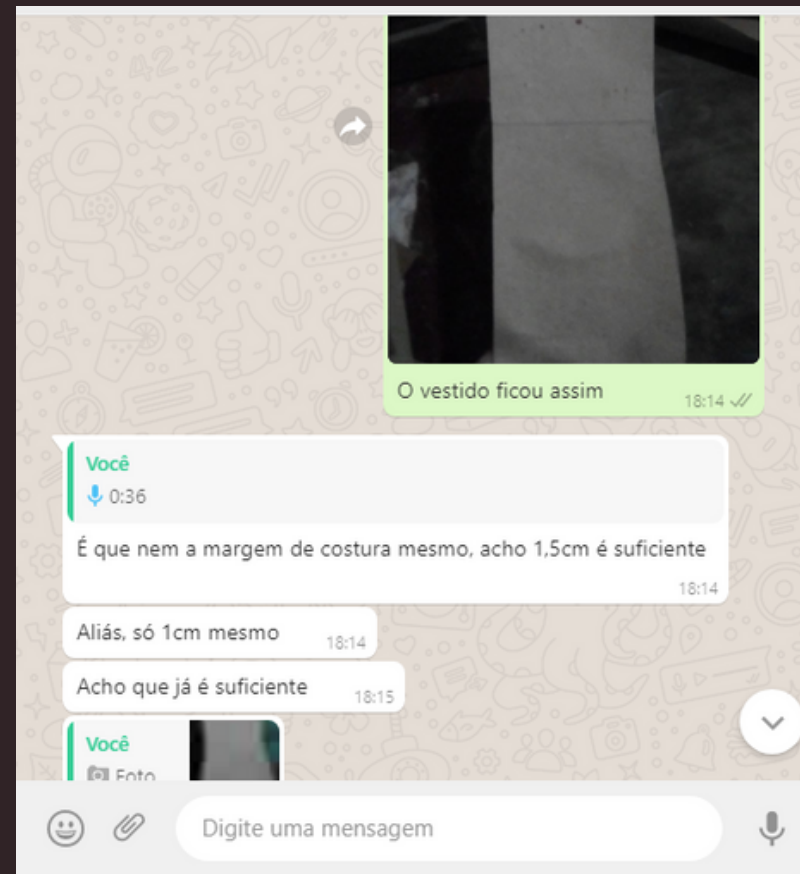 O vestido ficou assim
18:14
Você
0:36
É que nem a margem de costura mesmo, acho 1,5cm é suficiente
18:14
Aliás, só 1cm mesmo 18:14
Acho que já é suficiente 18:15
Você
Foto
Digite uma mensagem